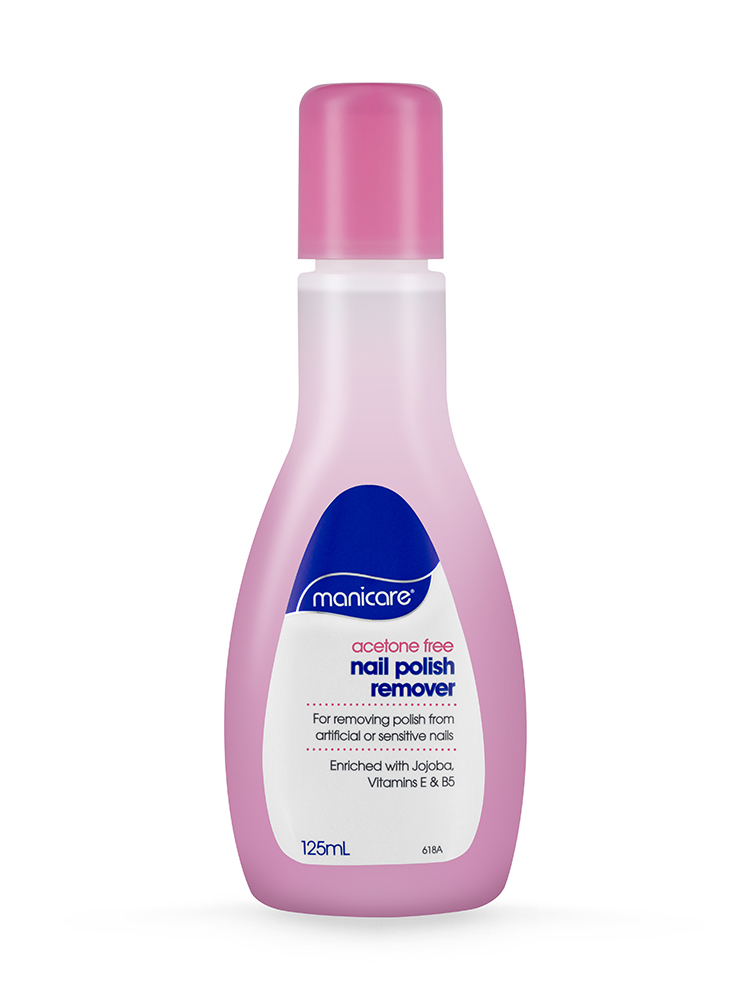 manicare®
acetone free
nail polish
remover
For removing polish from
artificial or sensitive nails
Enriched with Jojoba,
Vitamins E & B5
125mL
618A